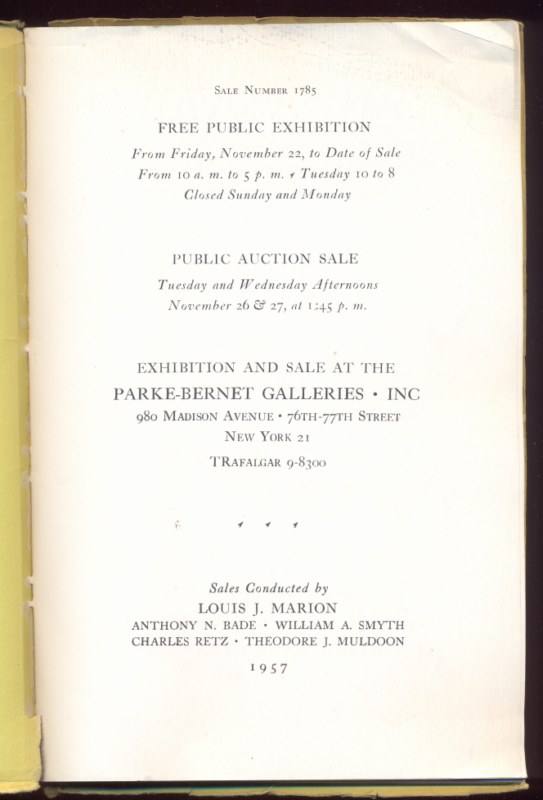 Sale Number 1785
FREE PUBLIC EXHIBITION
From Friday, November 22, to Date of Sale
From 10 a. m. to 5 p. m. Tuesday 10 to 8
Closed Sunday and Monday
PUBLIC AUCTION SALE
Tuesday and Wednesday Afternoons
November 26 & 27, at 1:45 p. m.
EXHIBITION AND SALE AT THE
PARKE-BERNET GALLERIES • INC
980 Madison Avenue • 76th-77th Street
New York 21
TRafalgar 9-8300
Sales Conducted by
LOUIS J. MARION
ANTHONY N. BADE • WILLIAM A. SMYTH
CHARLES RETZ • THEODORE J. MULDOON
1957